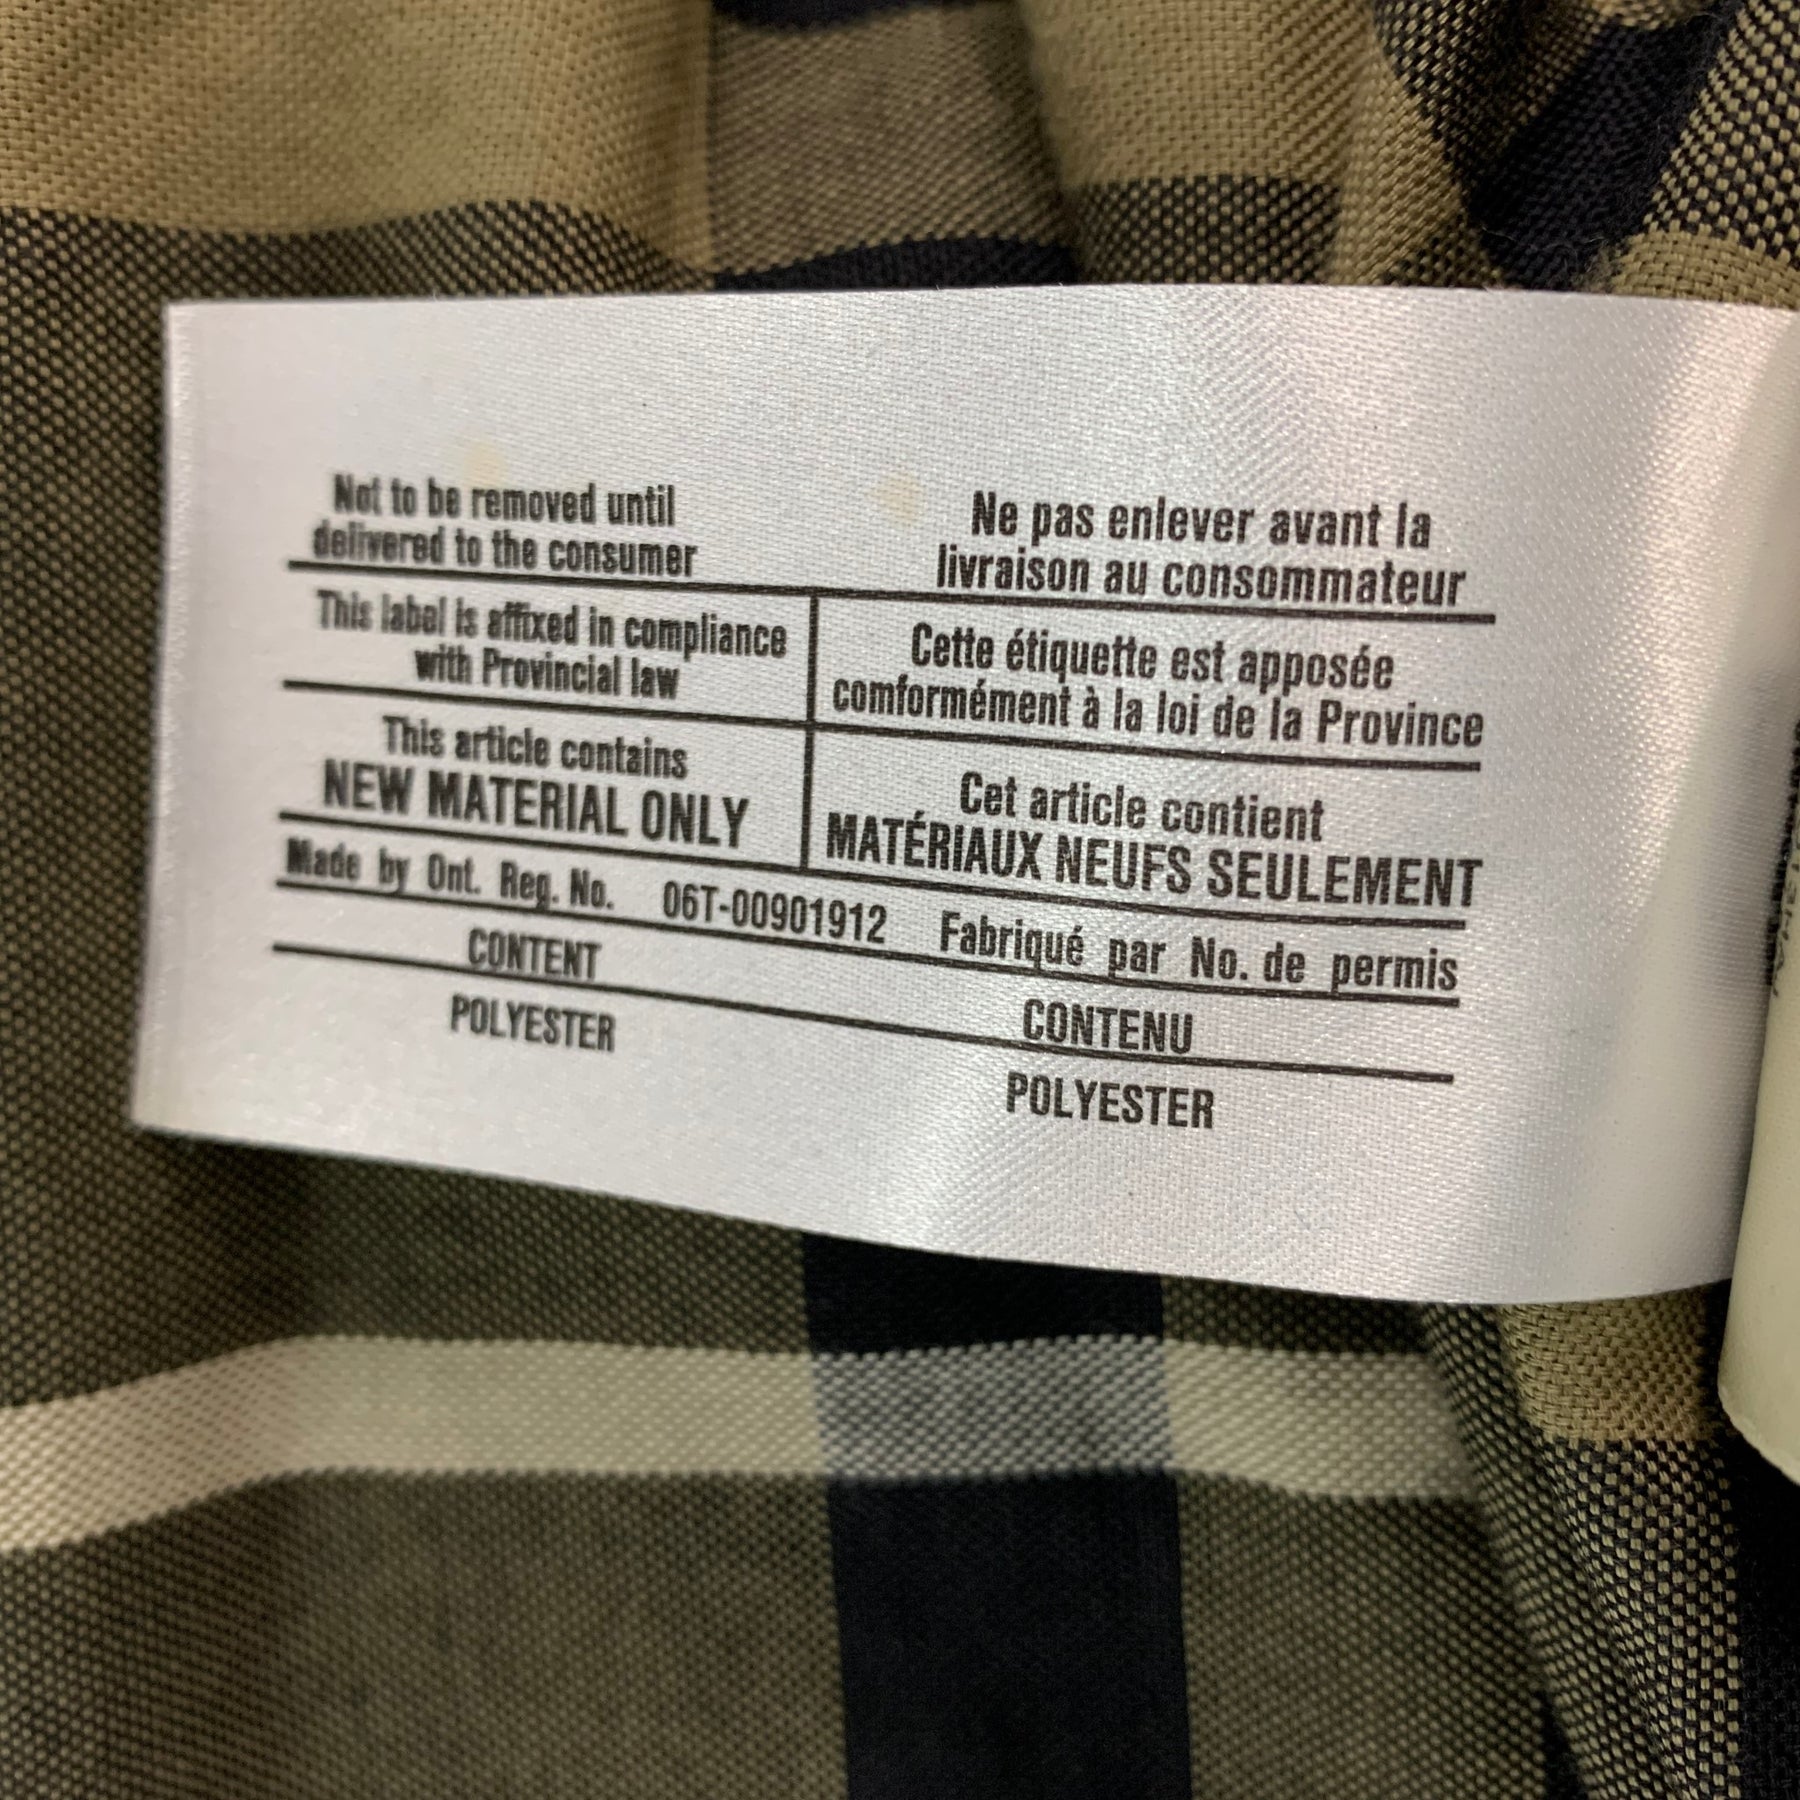 Not to be removed until
delivered to the consumer
Ne pas enlever avant la
livraison au consommateur
This label is affixed in compliance
with Provincial law
Cette étiquette est apposée
comformément à la loi de la Province
This article contains
NEW MATERIAL ONLY
Cet article contient
MATÉRIAUX NEUFS SEULEMENT
Made by Ont. Reg. No. 06T-00901912 Fabriqué par No. de permis
CONTENT
CONTENU
POLYESTER
POLYESTER